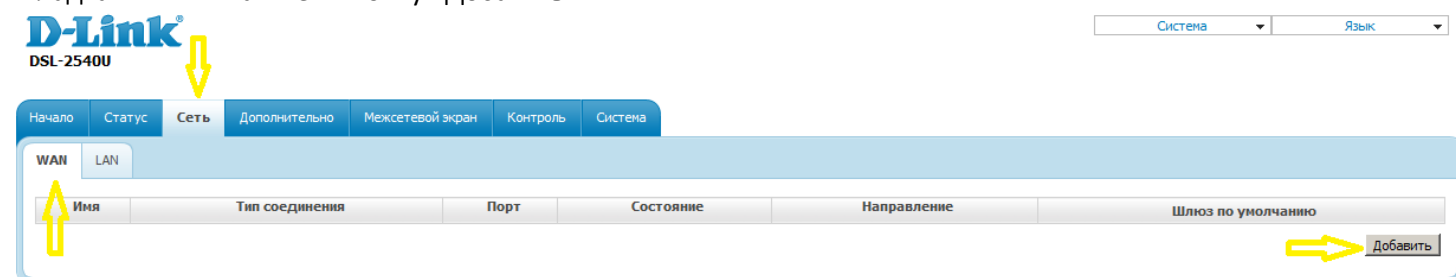 D-Link
Система Язык
DSL-2540U
Начало Статус Сеть Дополнительно Межсетевой экран Контроль Система
WAN LAN
Имя Тип соединения Порт Состояние Направление Шлюз по умолчанию
Добавить